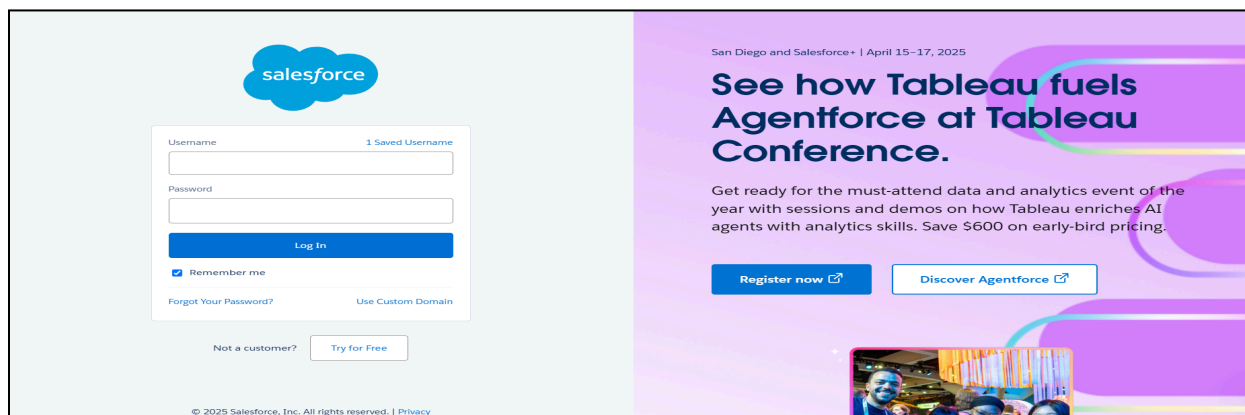 salesforce
Username
1 Saved Username
Password
Log In
Remember me
Forgot Your Password?
Use Custom Domain
Not a customer?
Try for Free
© 2025 Salesforce, Inc. All rights reserved. | Privacy
San Diego and Salesforce+ | April 15–17, 2025
See how Tableau fuels
Agentforce at Tableau
Conference.
Get ready for the must-attend data and analytics event of the
year with sessions and demos on how Tableau enriches AI
agents with analytics skills. Save $600 on early-bird pricing.
Register now
Discover Agentforce